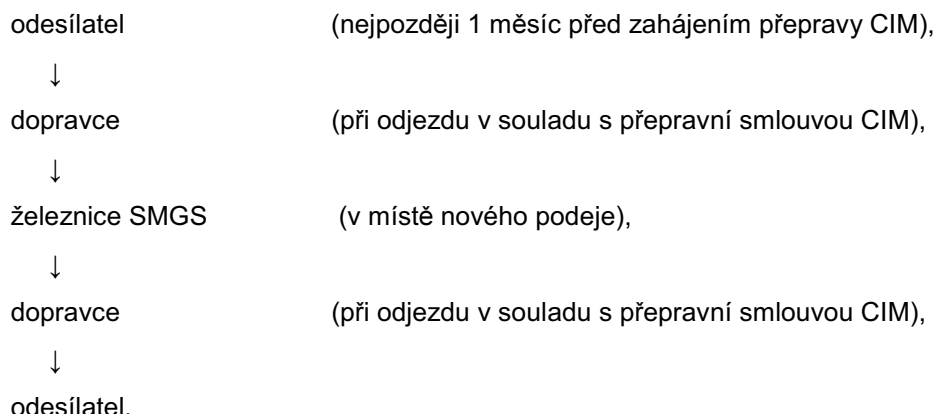 odesílatel (nejpozději 1 měsíc před zahájením přepravy CIM),
↓
dopravce (při odjezdu v souladu s přepravní smlouvou CIM),
↓
železnice SMGS (v místě nového podeje),
↓
dopravce (při odjezdu v souladu s přepravní smlouvou CIM),
↓
odesílatel.